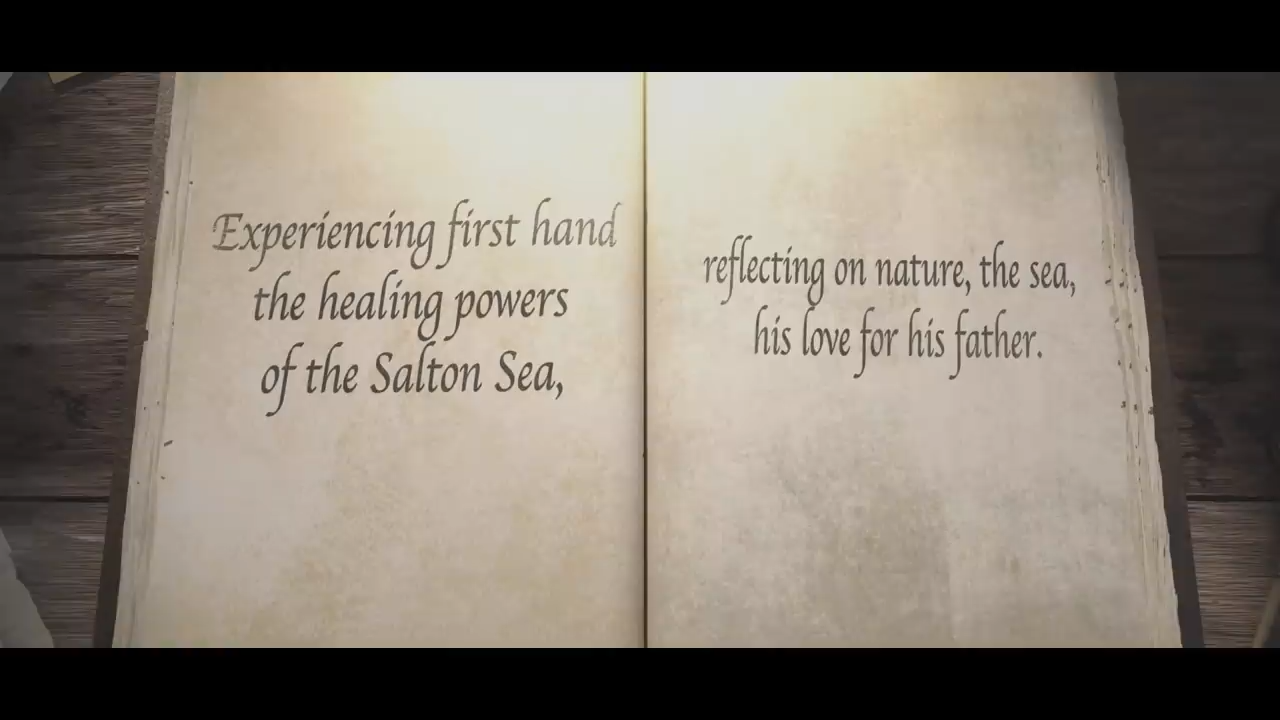 Experiencing first hand
the healing powers
of the Salton Sea,
reflecting on nature, the sea,
his love for his father.